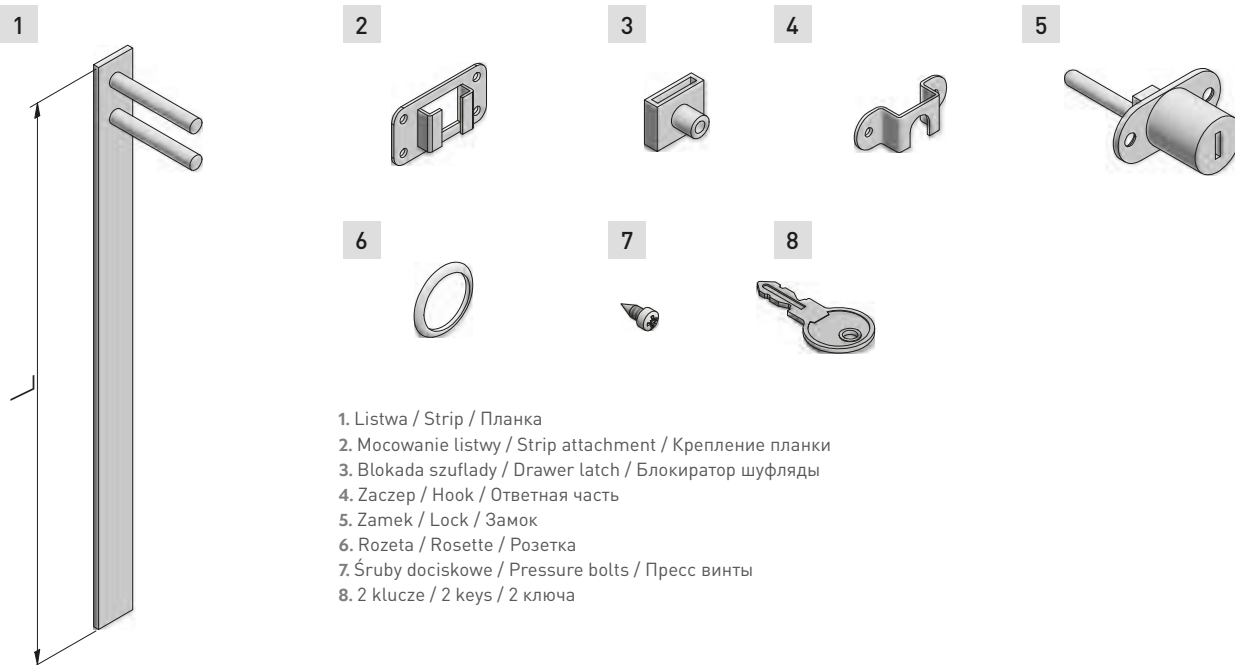 1
2
3
4
5
6
7
8
L
1. Listwa / Strip / Планка
2. Mocowanie listwy / Strip attachment / Крепление планки
3. Blokada szuflady / Drawer latch / Блокиратор шуфляды
4. Zaczep / Hook / Ответная часть
5. Zamek / Lock / Замок
6. Rozeta / Rosette / Розетка
7. Śruby dociskowe / Pressure bolts / Пресс винты
8. 2 klucze / 2 keys / 2 ключа